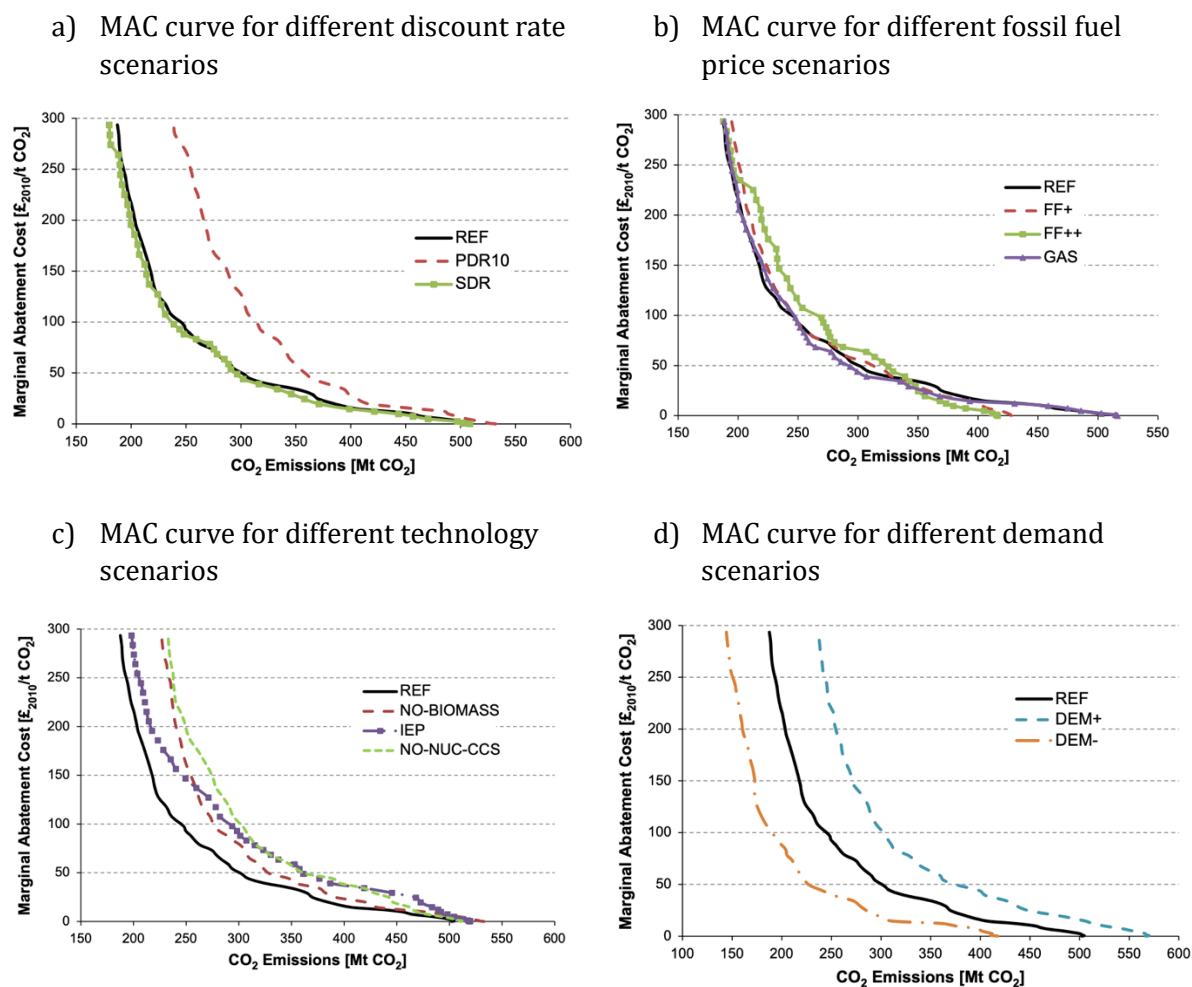 a) MAC curve for different discount rate
scenarios
300
250
200
150
100
50
0
Marginal Abatement Cost [£2010/t CO2]
REF
PDR10
SDR
150 200 250 300 350 400 450 500 550 600
CO2 Emissions [Mt CO2]
b) MAC curve for different fossil fuel
price scenarios
300
250
200
150
100
50
0
Marginal Abatement Cost [£2010/t CO2]
REF
FF+
FF++
GAS
150 200 250 300 350 400 450 500 550
CO2 Emissions [Mt CO2]
c) MAC curve for different technology
scenarios
300
250
200
150
100
50
0
Marginal Abatement Cost [£2010/t CO2]
REF
NO-BIOMASS
IEP
NO-NUC-CCS
150 200 250 300 350 400 450 500 550 600
CO2 Emissions [Mt CO2]
d) MAC curve for different demand
scenarios
300
250
200
150
100
50
0
Marginal Abatement Cost [£2010/t CO2]
REF
DEM+
DEM-
100 150 200 250 300 350 400 450 500 550 600
CO2 Emissions [Mt CO2]